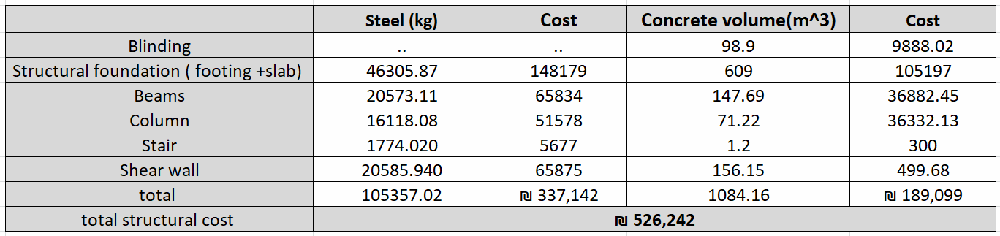 Steel (kg) Cost Concrete volume(m^3) Cost
Blinding .. .. 98.9 9888.02
Structural foundation ( footing +slab) 46305.87 148179 609 105197
Beams 20573.11 65834 147.69 36882.45
Column 16118.08 51578 71.22 36332.13
Stair 1774.020 5677 1.2 300
Shear wall 20585.940 65875 156.15 499.68
total 105357.02 ₪ 337,142 1084.16 ₪ 189,099
total structural cost ₪ 526,242